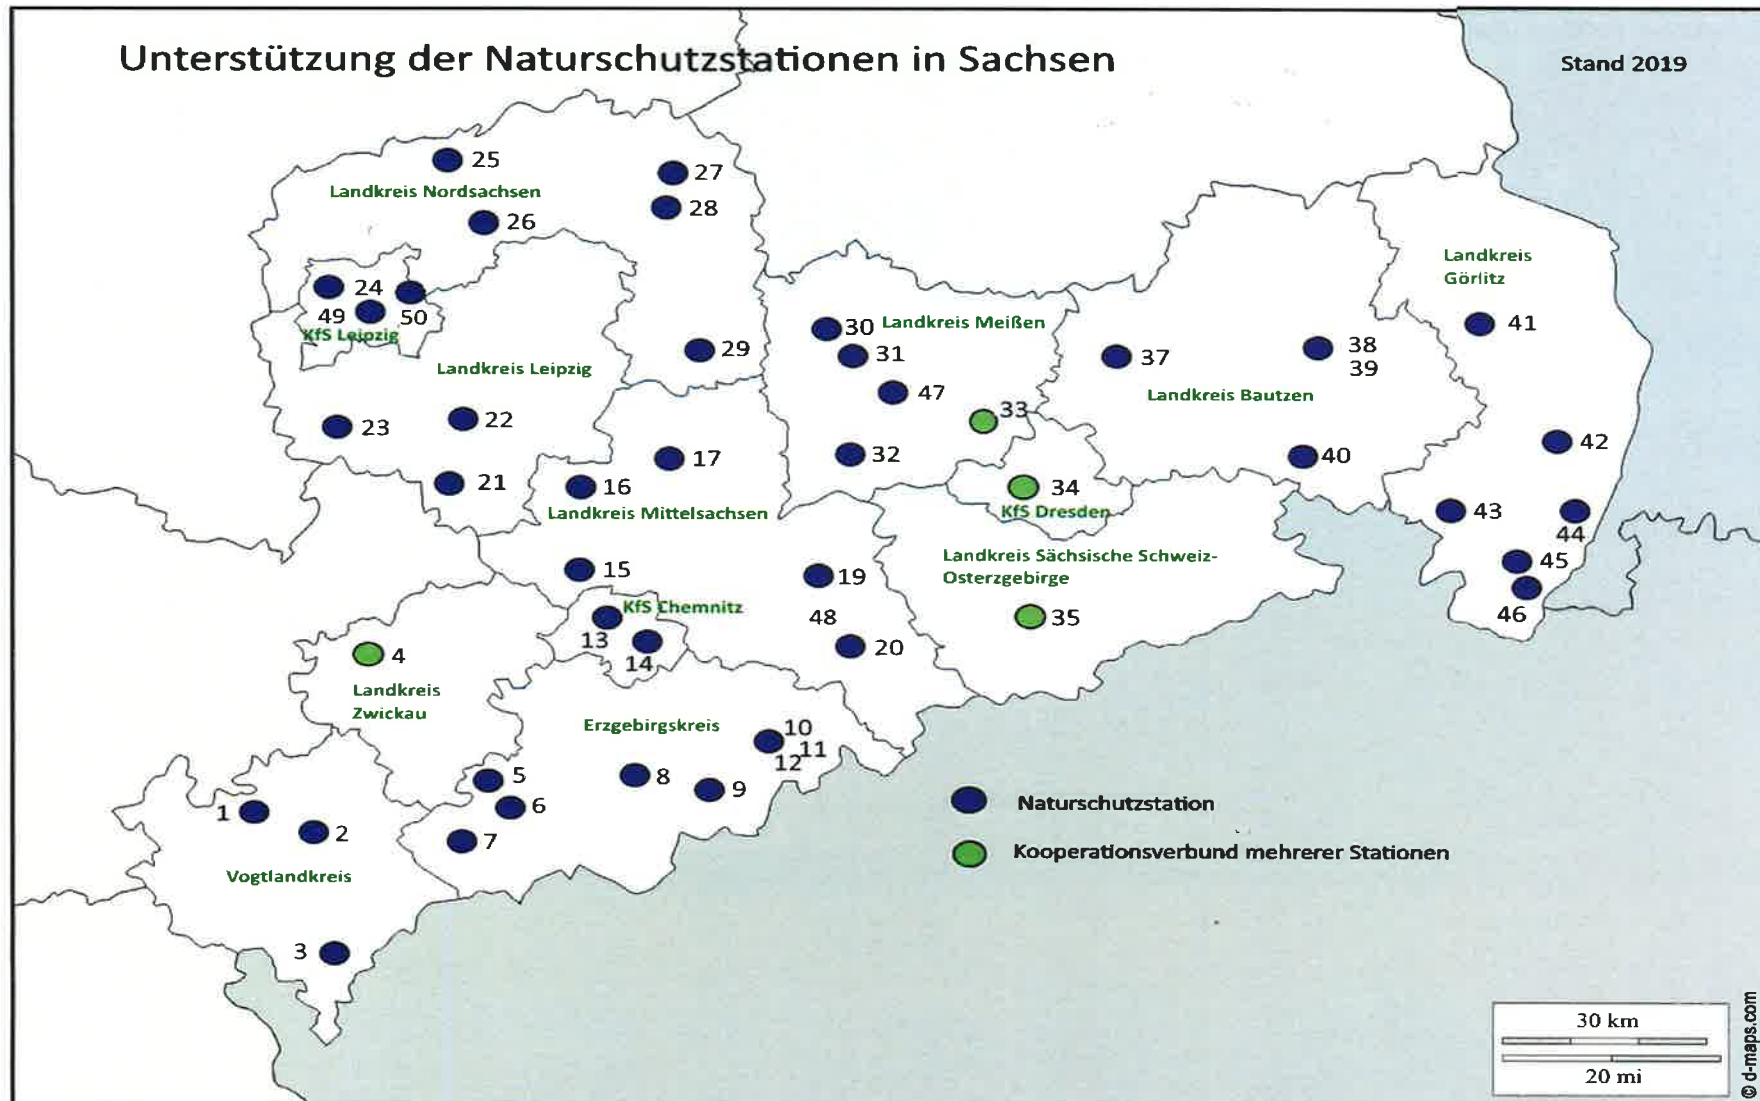 Unterstützung der Naturschutzstationen in Sachsen
Stand 2019
25
Landkreis Nordsachsen
26
27
28
24
49
50
KfS Leipzig
29
Landkreis Leipzig
23
22
21
30
Landkreis Meißen
31
47
33
32
37
38
39
Landkreis Bautzen
40
Landkreis
Görlitz
41
42
43
44
45
46
17
16
Landkreis Mittelsachsen
15
19
48
20
34
KfS Dresden
Landkreis Sächsische Schweiz-
Osterzgebirge
35
KfS Chemnitz
13
14
4
Landkreis
Zwickau
Erzgebirgskreis
10
11
12
5
6
7
8
9
1
2
Vogtlandkreis
3
Naturschutzstation
Kooperationsverbund mehrerer Stationen
30 km
20 mi
© d-maps.com